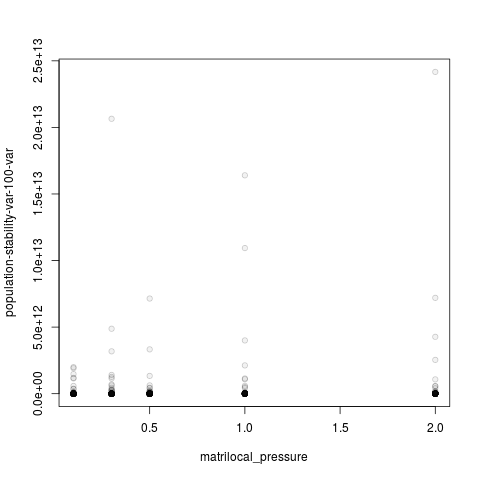 population-stability-var-100-var
2.5e+13
2.0e+13
1.5e+13
1.0e+13
5.0e+12
0.0e+00
0.5
1.0
1.5
2.0
matrilocal_pressure